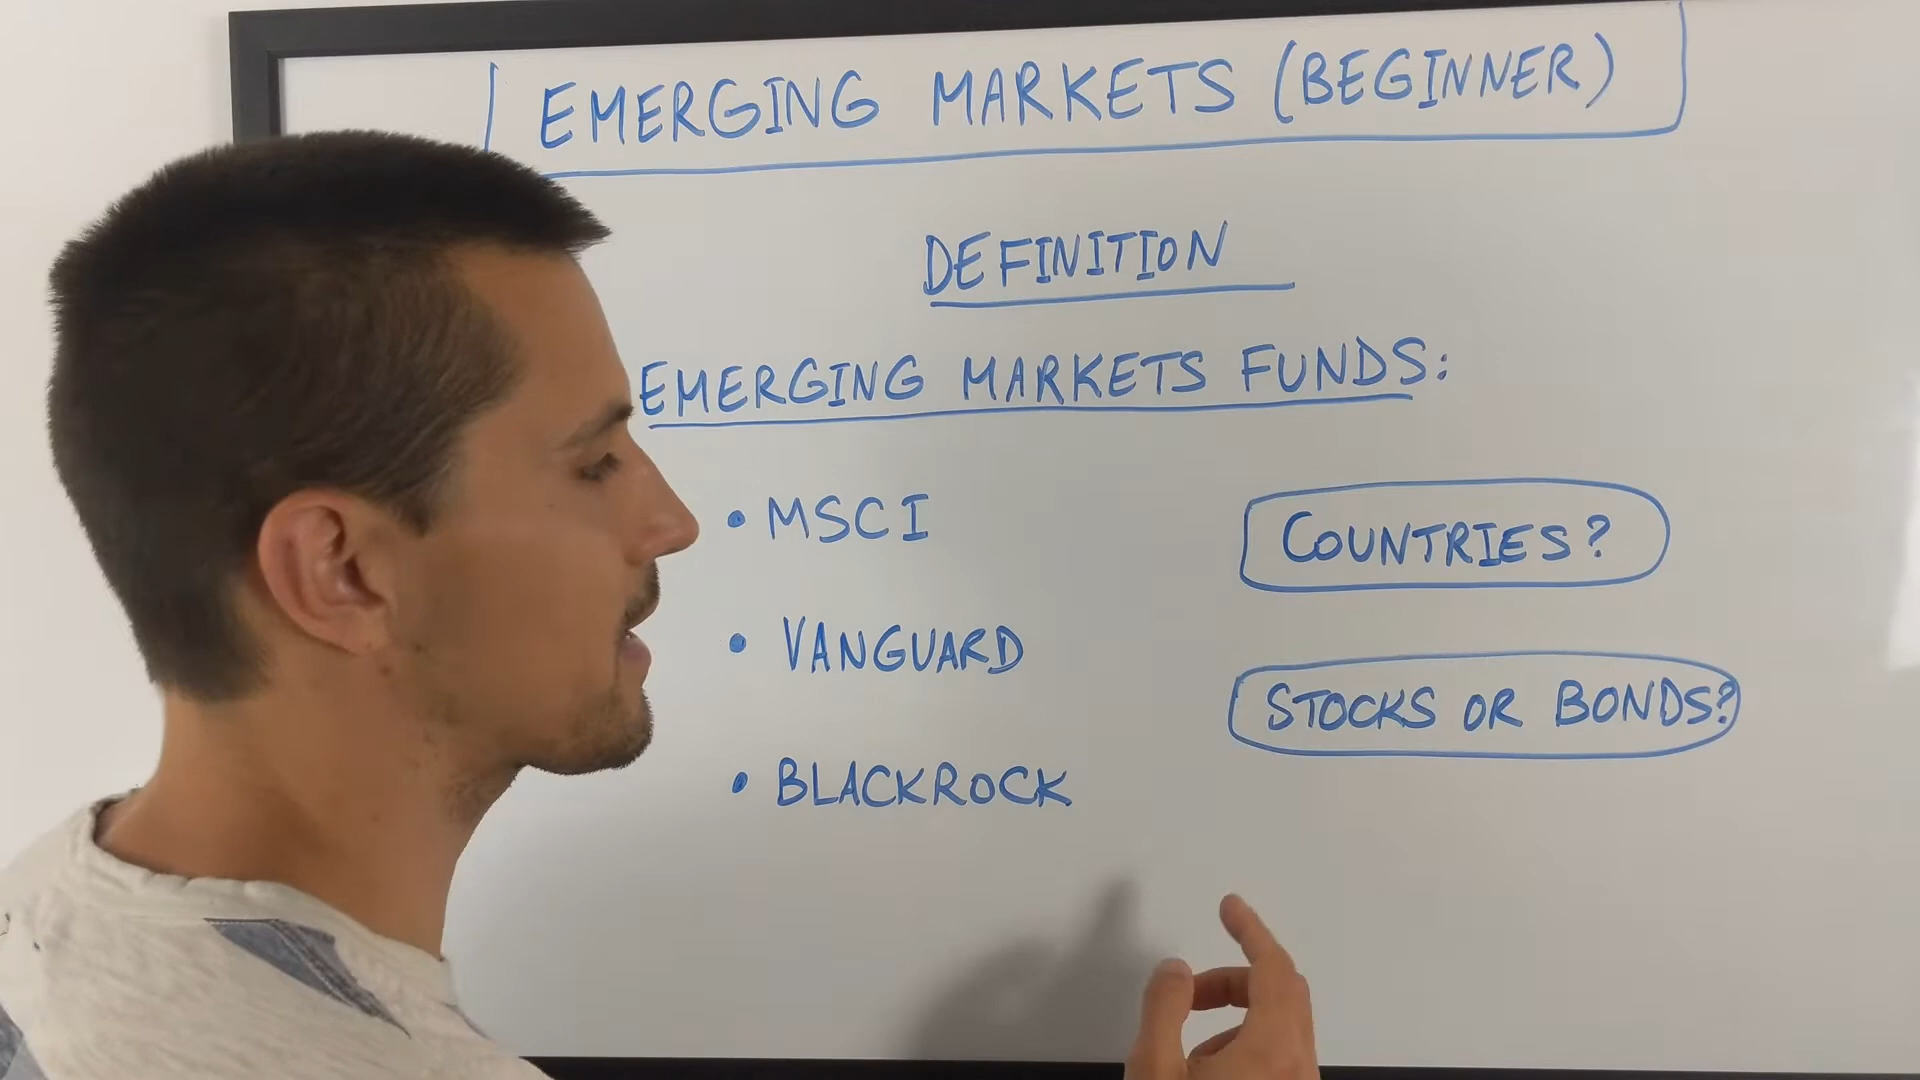 EMERGING MARKETS (BEGINNER)
DEFINITION
EMERGING MARKETS FUNDS:
• MSCI
• VANGUARD
• BLACKROCK
COUNTRIES?
STOCKS OR BONDS?